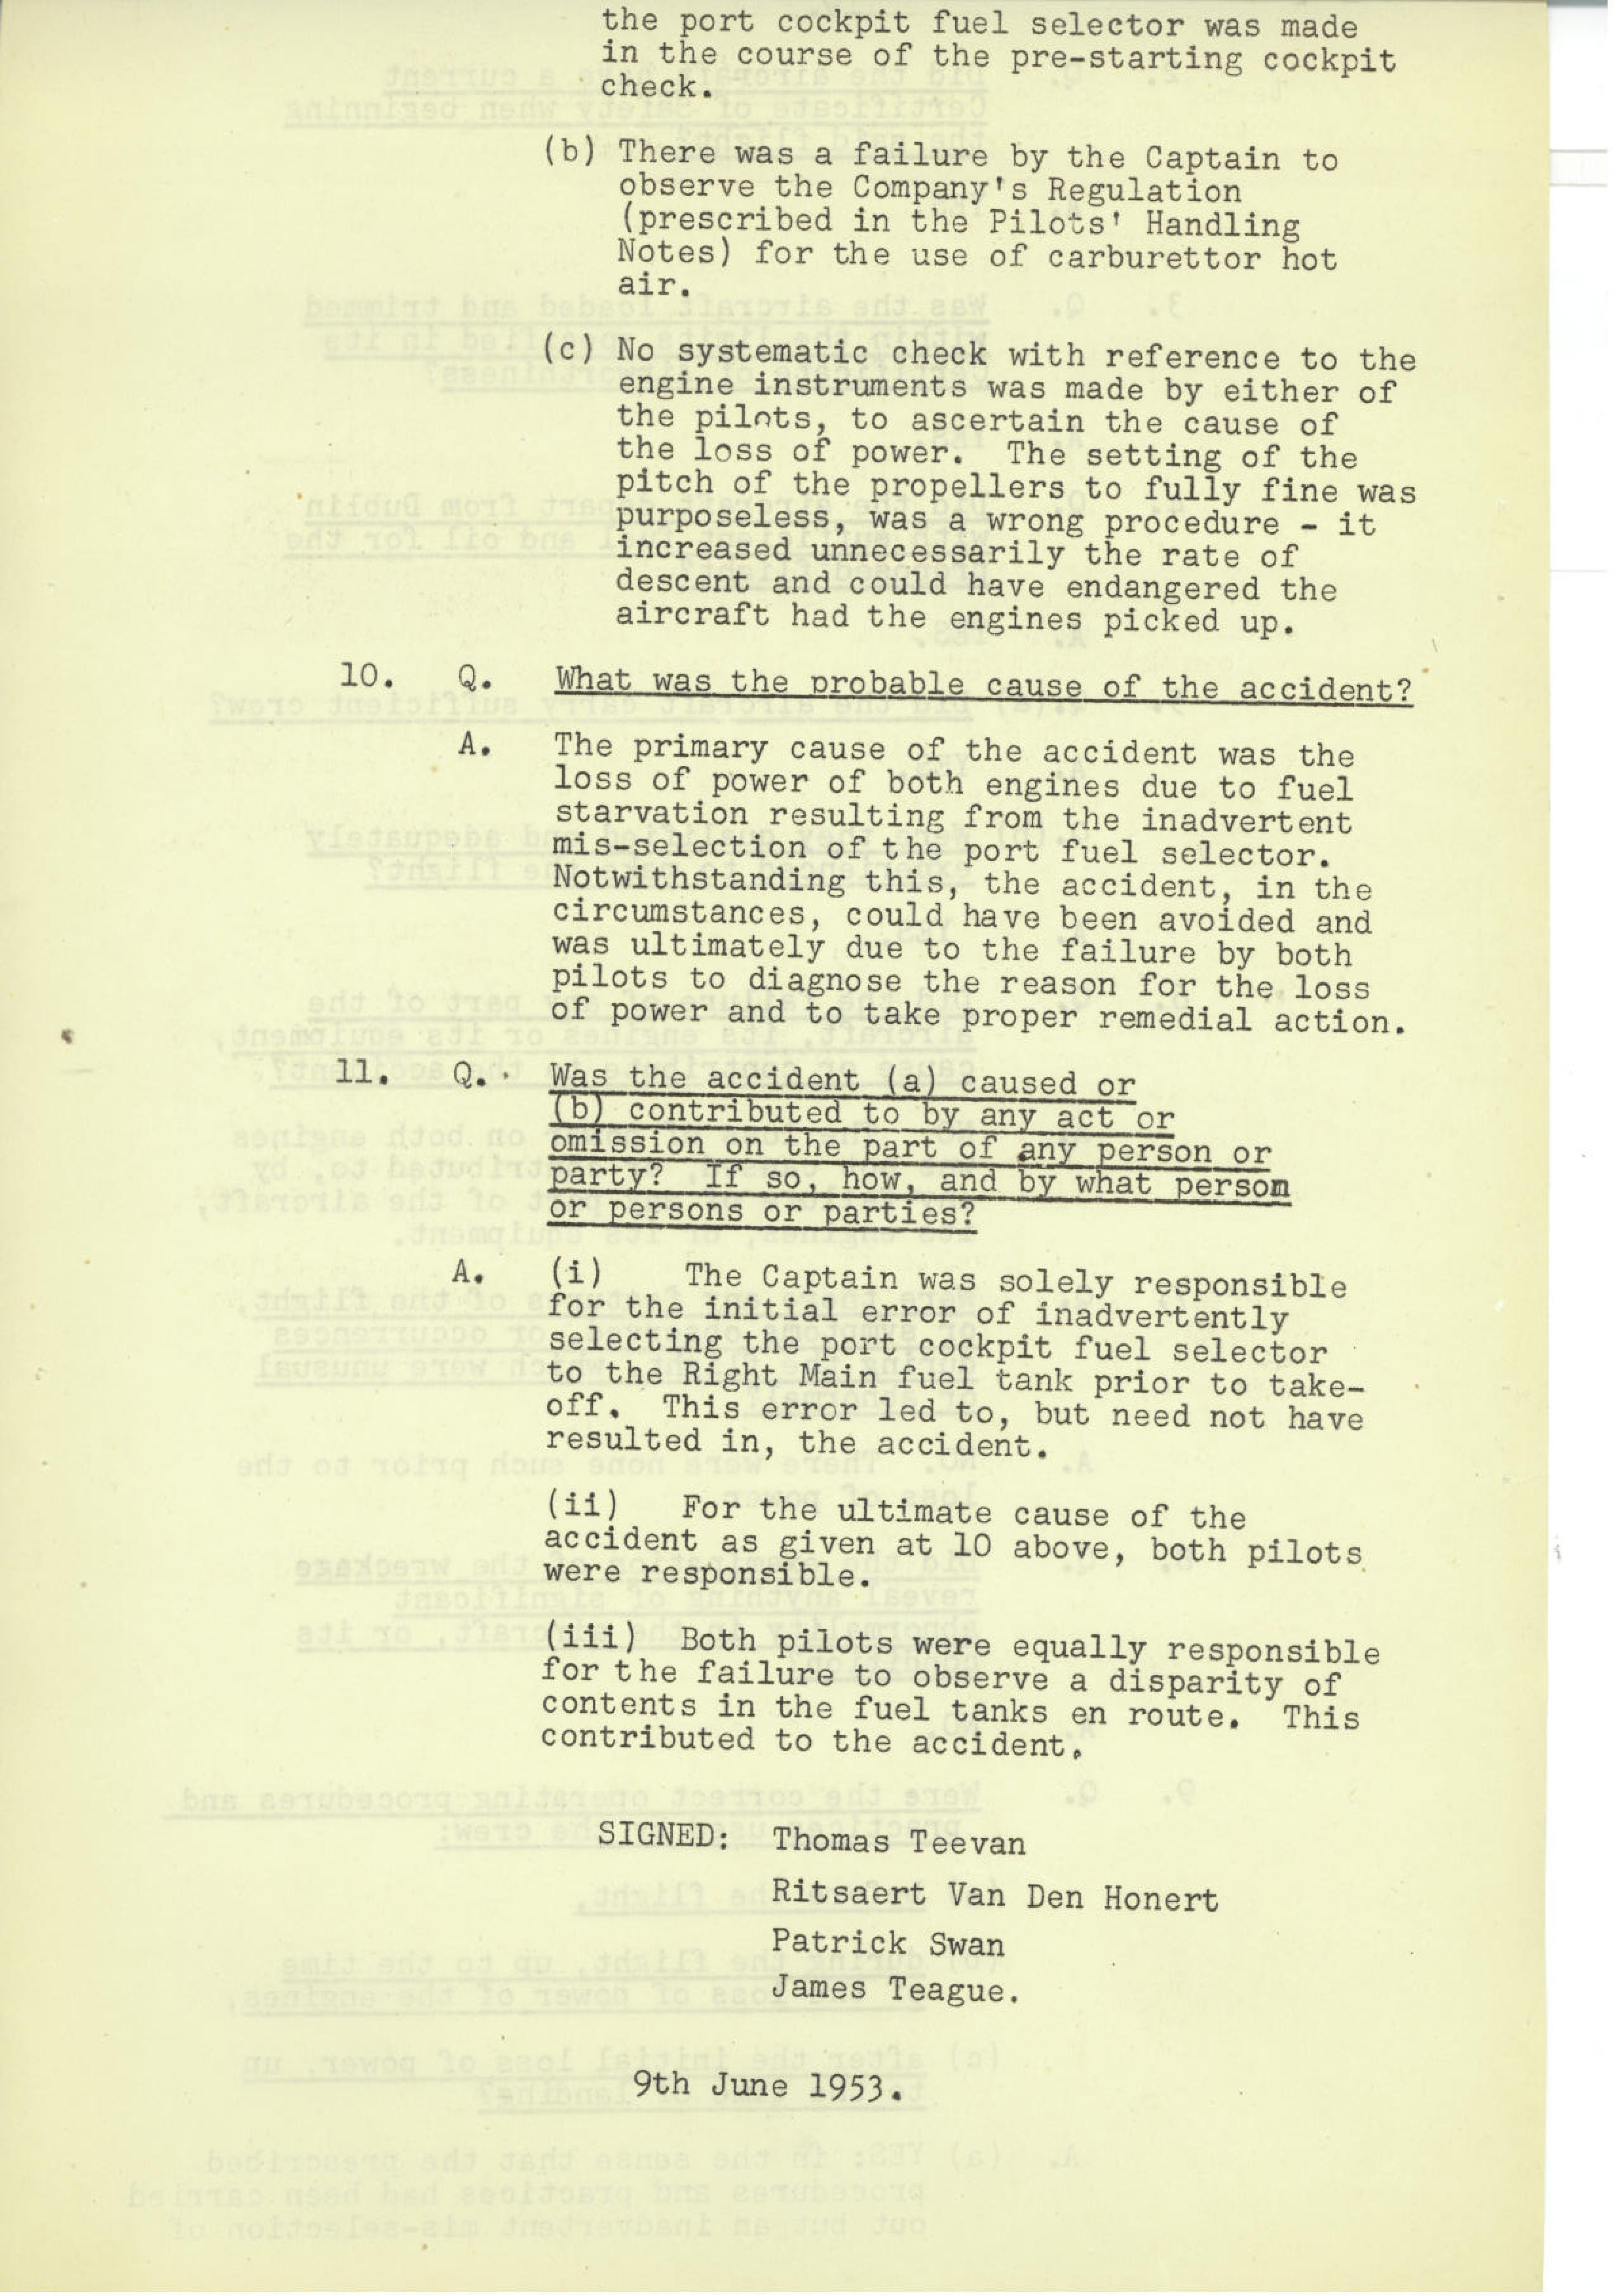 the port cockpit fuel selector was made
in the course of the pre-starting cockpit
check.
(b) There was a failure by the Captain to
observe the Company's Regulation
(prescribed in the Pilots' Handling
Notes) for the use of carburettor hot
air.
(c) No systematic check with reference to the
engine instruments was made by either of
the pilots, to ascertain the cause of
the loss of power. The setting of the
pitch of the propellers to fully fine was
purposeless, was a wrong procedure - it
increased unnecessarily the rate of
descent and could have endangered the
aircraft had the engines picked up.
10. Q. What was the probable cause of the accident?
A. The primary cause of the accident was the
loss of power of both engines due to fuel
starvation resulting from the inadvertent
mis-selection of the port fuel selector.
Notwithstanding this, the accident, in the
circumstances, could have been avoided and
was ultimately due to the failure by both
pilots to diagnose the reason for the loss
of power and to take proper remedial action.
11. Q. Was the accident (a) caused or
(b) contributed to by any act or
omission on the part of any person or
party? If so, how, and by what person
or persons or parties?
A. (i) The Captain was solely responsible
for the initial error of inadvertently
selecting the port cockpit fuel selector
to the Right Main fuel tank prior to take-
off. This error led to, but need not have
resulted in, the accident.
(ii) For the ultimate cause of the
accident as given at 10 above, both pilots
were responsible.
(iii) Both pilots were equally responsible
for the failure to observe a disparity of
contents in the fuel tanks en route. This
contributed to the accident.
SIGNED: Thomas Teevan
Ritsaert Van Den Honert
Patrick Swan
James Teague.
9th June 1953.